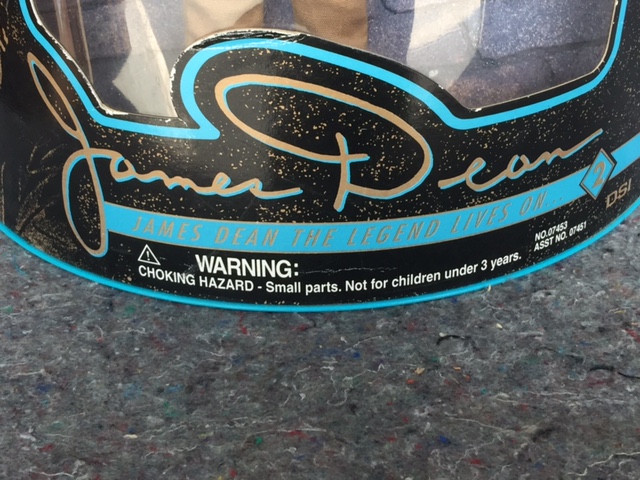 James Dean
JAMES DEAN THE LEGEND LIVES ON...
2
DSI
NO.07453
ASST NO. 07451
WARNING:
CHOKING HAZARD - Small parts. Not for children under 3 years.